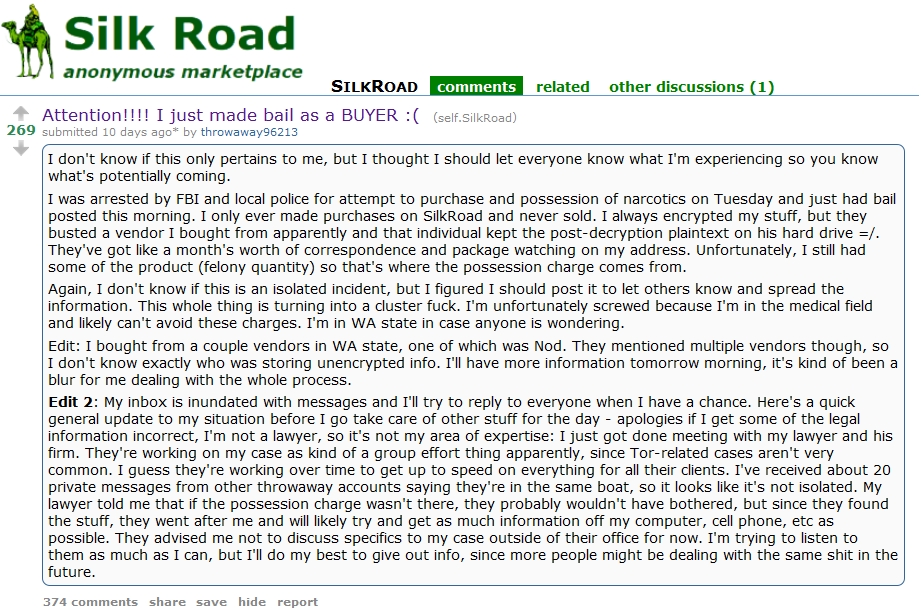 Silk Road
anonymous marketplace
SILKROAD comments related other discussions (1)
Attention!!!! I just made bail as a BUYER :( (self.SilkRoad)
269
submitted 10 days ago* by throwaway96213
I don't know if this only pertains to me, but I thought I should let everyone know what I'm experiencing so you know
what's potentially coming.
I was arrested by FBI and local police for attempt to purchase and possession of narcotics on Tuesday and just had bail
posted this morning. I only ever made purchases on SilkRoad and never sold. I always encrypted my stuff, but they
busted a vendor I bought from apparently and that individual kept the post-decryption plaintext on his hard drive =/.
They've got like a month's worth of correspondence and package watching on my address. Unfortunately, I still had
some of the product (felony quantity) so that's where the possession charge comes from.
Again, I don't know if this is an isolated incident, but I figured I should post it to let others know and spread the
information. This whole thing is turning into a cluster fuck. I'm unfortunately screwed because I'm in the medical field
and likely can't avoid these charges. I'm in WA state in case anyone is wondering.
Edit: I bought from a couple vendors in WA state, one of which was Nod. They mentioned multiple vendors though, so
I don't know exactly who was storing unencrypted info. I'll have more information tomorrow morning, it's kind of been a
blur for me dealing with the whole process.
Edit 2: My inbox is inundated with messages and I'll try to reply to everyone when I have a chance. Here's a quick
general update to my situation before I go take care of other stuff for the day - apologies if I get some of the legal
information incorrect, I'm not a lawyer, so it's not my area of expertise: I just got done meeting with my lawyer and his
firm. They're working on my case as kind of a group effort thing apparently, since Tor-related cases aren't very
common. I guess they're working over time to get up to speed on everything for all their clients. I've received about 20
private messages from other throwaway accounts saying they're in the same boat, so it looks like it's not isolated. My
lawyer told me that if the possession charge wasn't there, they probably wouldn't have bothered, but since they found
the stuff, they went after me and will likely try and get as much information off my computer, cell phone, etc as
possible. They advised me not to discuss specifics to my case outside of their office for now. I'm trying to listen to
them as much as I can, but I'll do my best to give out info, since more people might be dealing with the same shit in the
future.
374 comments share save hide report